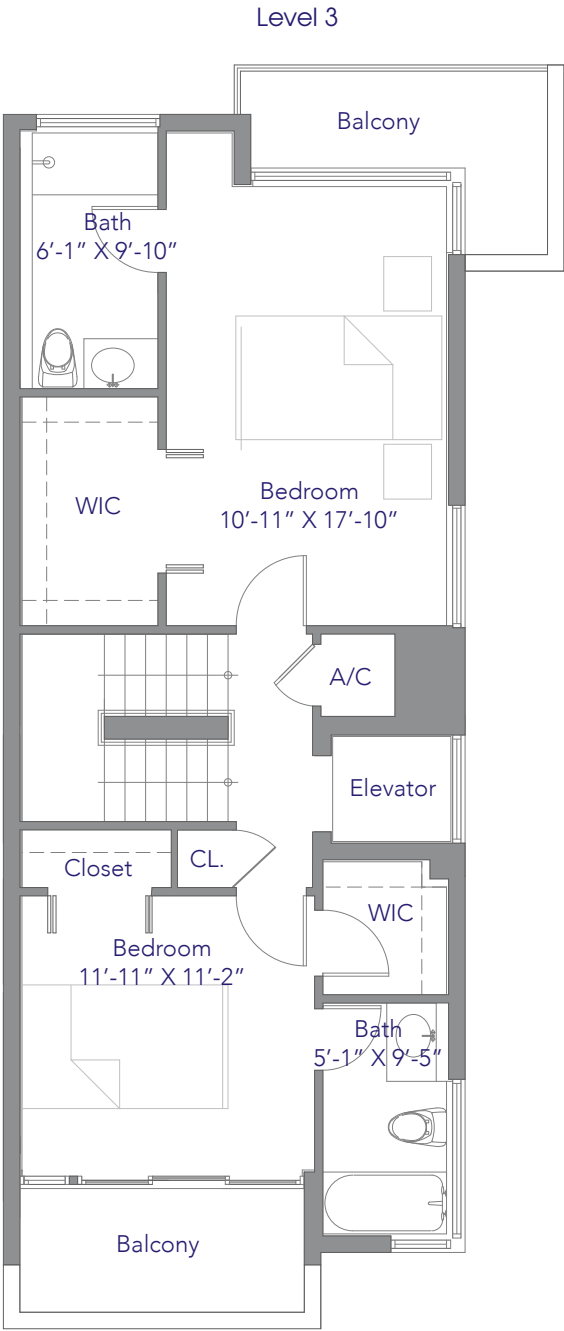 Level 3
Balcony
Bath
6'-1" X 9'-10"
WIC
Bedroom
10'-11" X 17'-10"
A/C
Elevator
Closet
CL.
WIC
Bedroom
11'-11" X 11'-2"
Bath
5'-1" X 9'-5"
Balcony